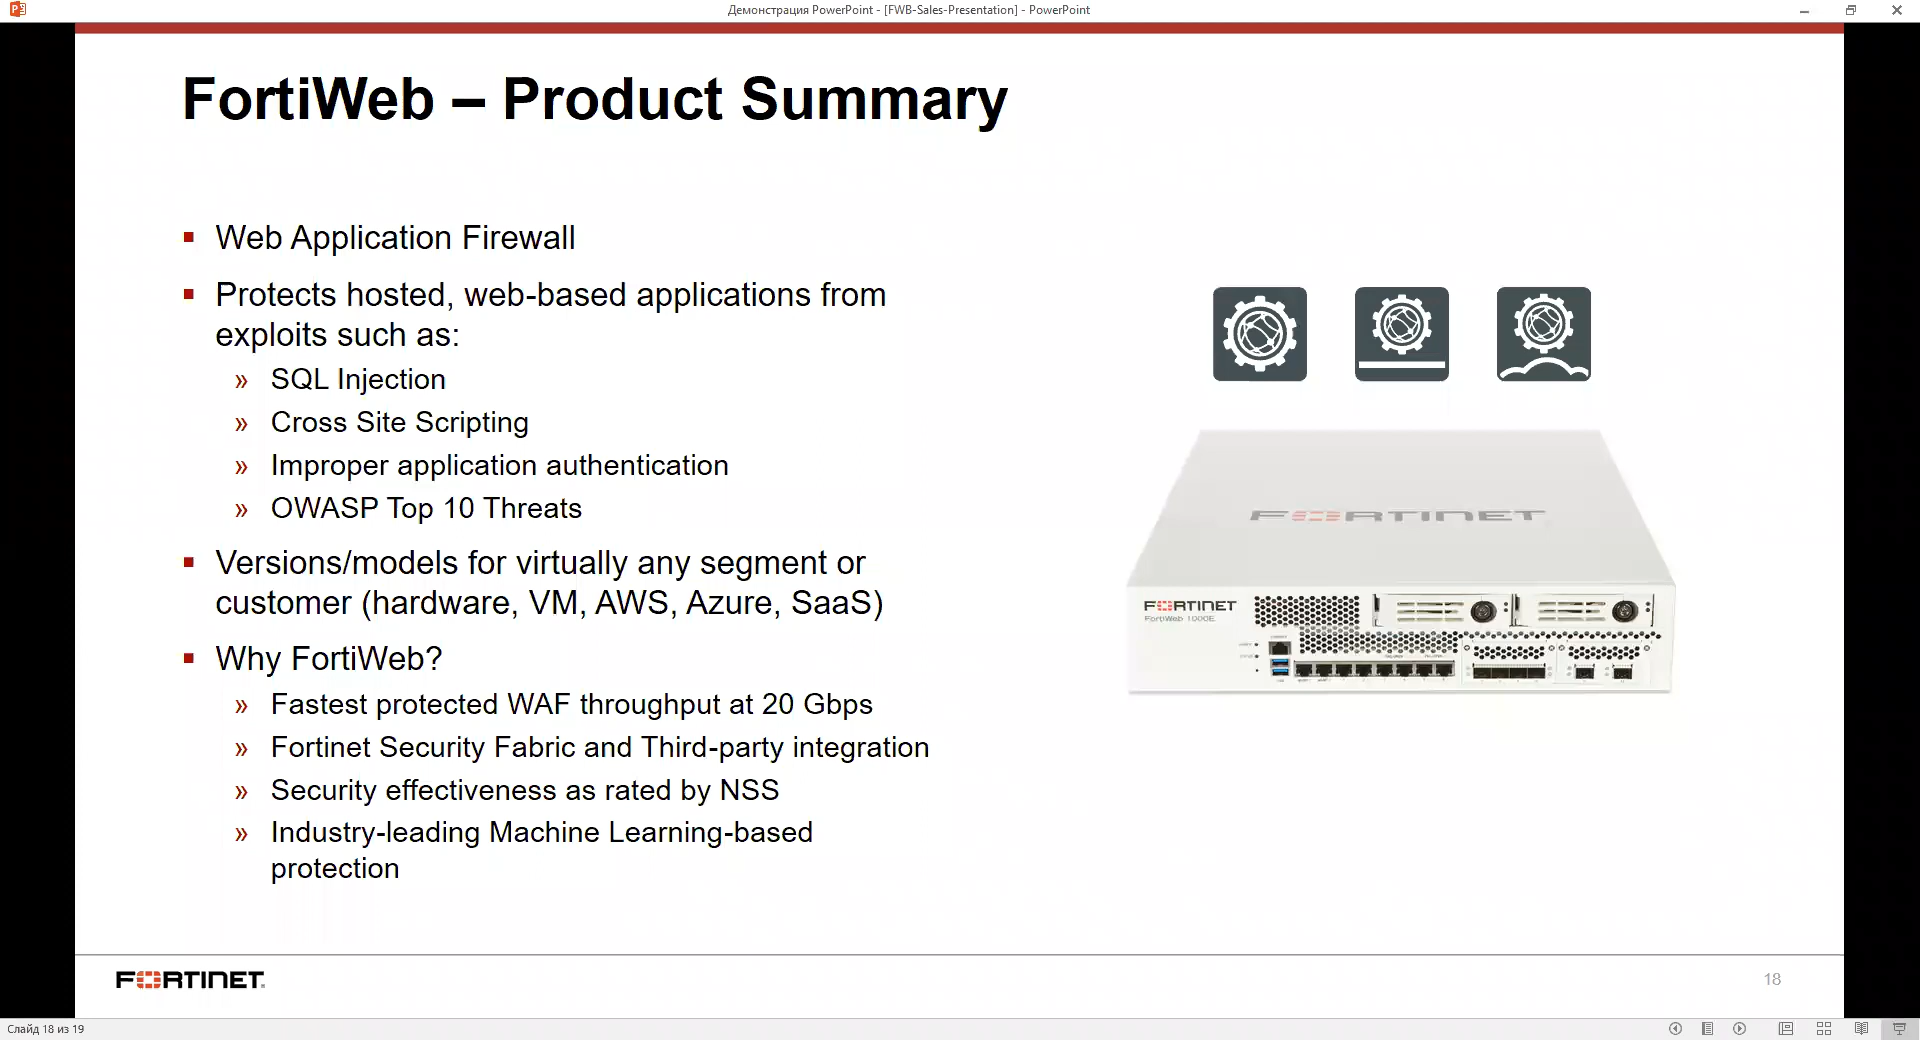 Демонстрация PowerPoint - [FWB-Sales-Presentation] - PowerPoint
FortiWeb – Product Summary
Web Application Firewall
Protects hosted, web-based applications from
exploits such as:
» SQL Injection
» Cross Site Scripting
» Improper application authentication
» OWASP Top 10 Threats
Versions/models for virtually any segment or
customer (hardware, VM, AWS, Azure, SaaS)
Why FortiWeb?
» Fastest protected WAF throughput at 20 Gbps
» Fortinet Security Fabric and Third-party integration
» Security effectiveness as rated by NSS
» Industry-leading Machine Learning-based
protection
FORTINET
FORTINET
FortiWeb 1000E
FORTINET
18
Слайд 18 из 19